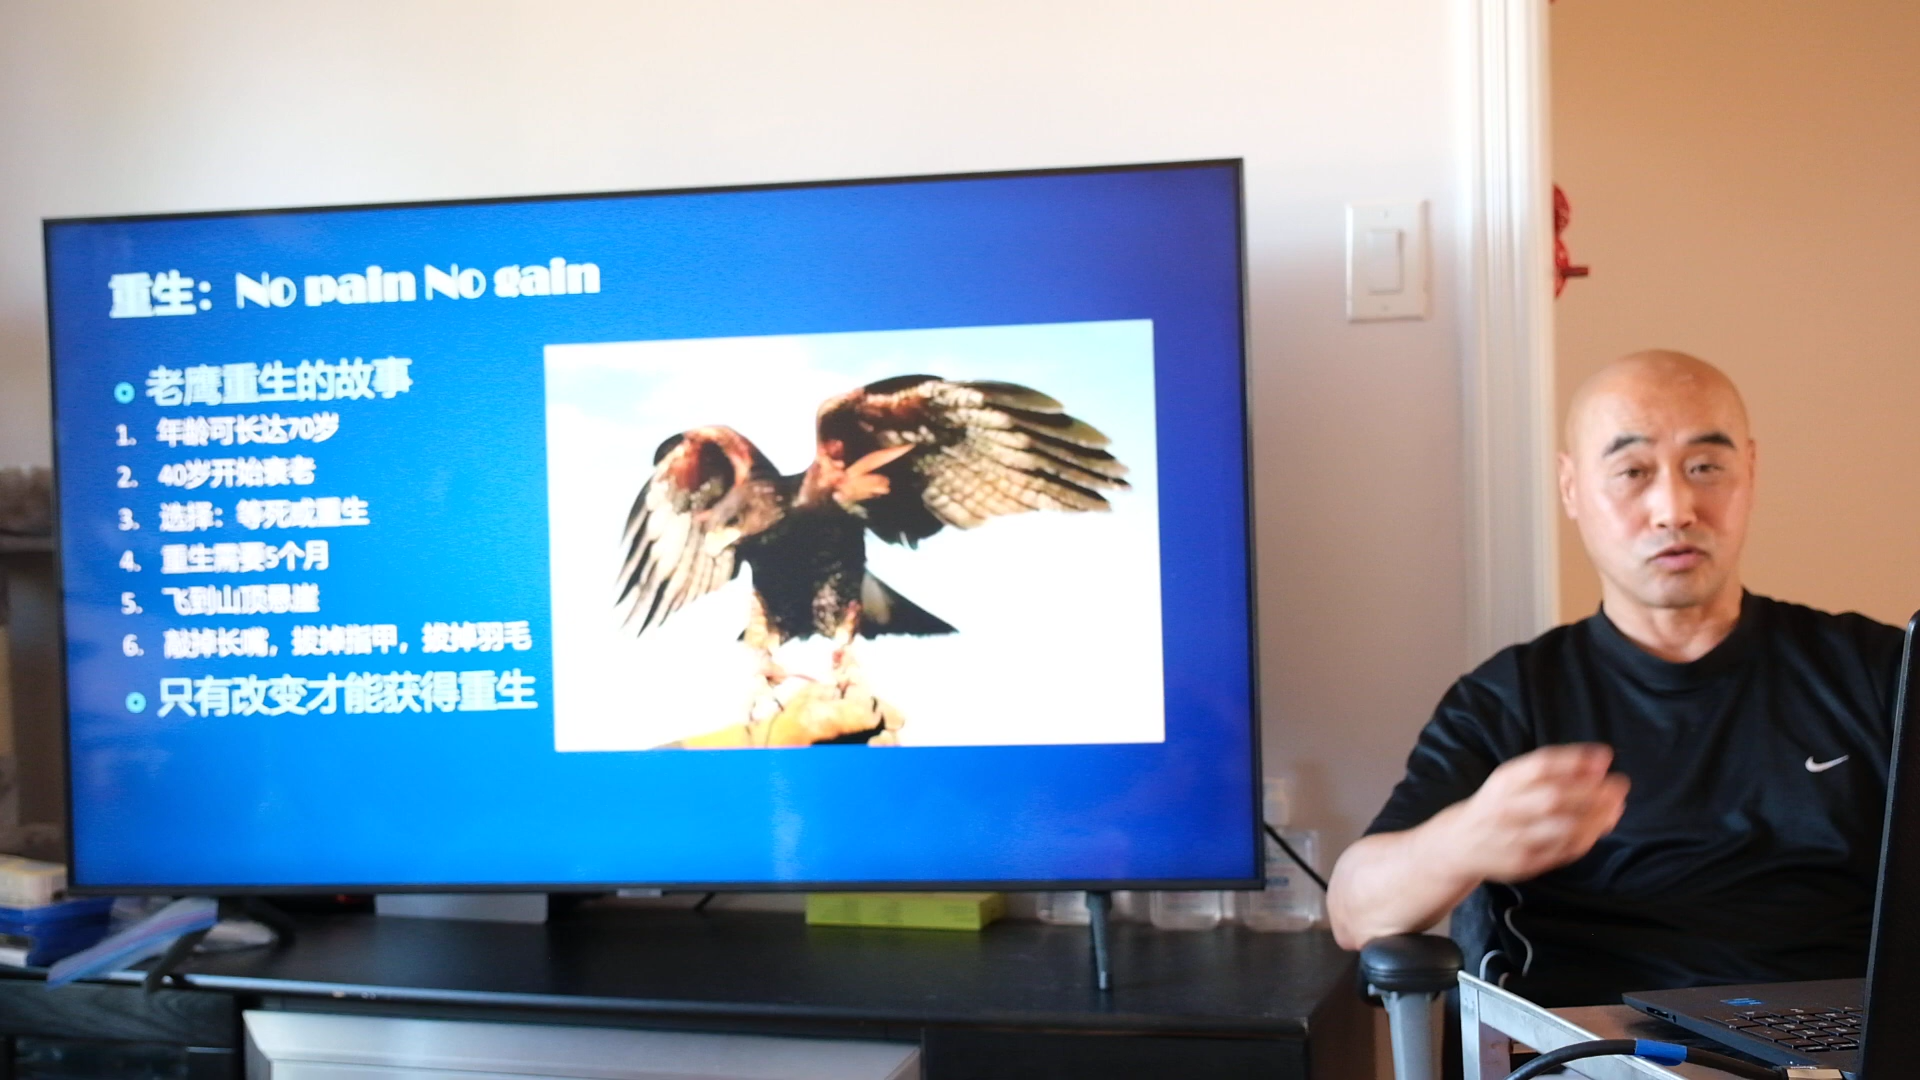 重生：No pain No gain
老鹰重生的故事
1. 年龄可长达70岁
2. 40岁开始衰老
3. 选择：等死或重生
4. 重生需要5个月
5. 飞到山顶悬崖
6. 敲掉长嘴，拔掉指甲，拔掉羽毛
只有改变才能获得重生